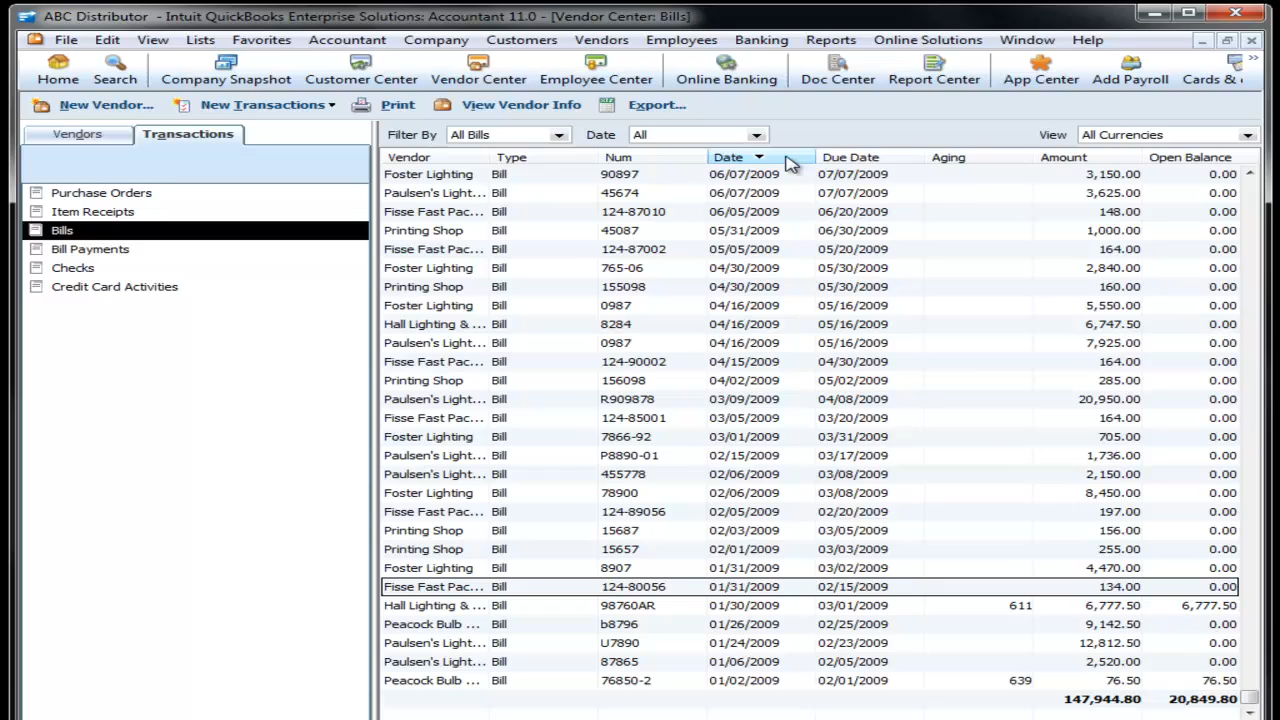 ABC Distributor - Intuit QuickBooks Enterprise Solutions: Accountant 11.0 - [Vendor Center: Bills]
File Edit View Lists Favorites Accountant Company Customers Vendors Employees Banking Reports Online Solutions Window Help
Home Search Company Snapshot Customer Center Vendor Center Employee Center Online Banking Doc Center Report Center App Center Add Payroll Cards &
New Vendor... New Transactions Print View Vendor Info Export...
Vendors Transactions Filter By All Bills Date All View All Currencies
Vendor Type Num Date Due Date Aging Amount Open Balance
Purchase Orders
Item Receipts
Bills
Bill Payments
Checks
Credit Card Activities
Foster Lighting Bill 90897 06/07/2009 07/07/2009 3,150.00 0.00
Paulsen's Light... Bill 45674 06/07/2009 07/07/2009 3,625.00 0.00
Fisse Fast Pac... Bill 124-87010 06/05/2009 06/20/2009 148.00 0.00
Printing Shop Bill 45087 05/31/2009 06/30/2009 1,000.00 0.00
Fisse Fast Pac... Bill 124-87002 05/05/2009 05/20/2009 164.00 0.00
Foster Lighting Bill 765-06 04/30/2009 05/30/2009 2,840.00 0.00
Printing Shop Bill 155098 04/30/2009 05/30/2009 160.00 0.00
Foster Lighting Bill 0987 04/16/2009 05/16/2009 5,550.00 0.00
Hall Lighting & ... Bill 8284 04/16/2009 05/16/2009 6,747.50 0.00
Paulsen's Light... Bill 0987 04/16/2009 05/16/2009 7,925.00 0.00
Fisse Fast Pac... Bill 124-90002 04/15/2009 04/30/2009 164.00 0.00
Printing Shop Bill 156098 04/02/2009 05/02/2009 285.00 0.00
Paulsen's Light... Bill R909878 03/09/2009 04/08/2009 20,950.00 0.00
Fisse Fast Pac... Bill 124-85001 03/05/2009 03/20/2009 164.00 0.00
Foster Lighting Bill 7866-92 03/01/2009 03/31/2009 705.00 0.00
Paulsen's Light... Bill P8890-01 02/15/2009 03/17/2009 1,736.00 0.00
Paulsen's Light... Bill 455778 02/06/2009 03/08/2009 2,150.00 0.00
Foster Lighting Bill 78900 02/06/2009 03/08/2009 8,450.00 0.00
Fisse Fast Pac... Bill 124-89056 02/05/2009 02/20/2009 197.00 0.00
Printing Shop Bill 15687 02/03/2009 03/05/2009 156.00 0.00
Printing Shop Bill 15657 02/01/2009 03/03/2009 255.00 0.00
Foster Lighting Bill 8907 01/31/2009 03/02/2009 4,470.00 0.00
Fisse Fast Pac... Bill 124-80056 01/31/2009 02/15/2009 134.00 0.00
Hall Lighting & ... Bill 98760AR 01/30/2009 03/01/2009 611 6,777.50 6,777.50
Peacock Bulb ... Bill b8796 01/26/2009 02/25/2009 9,142.50 0.00
Paulsen's Light... Bill U7890 01/24/2009 02/23/2009 12,812.50 0.00
Paulsen's Light... Bill 87865 01/06/2009 02/05/2009 2,520.00 0.00
Peacock Bulb ... Bill 76850-2 01/02/2009 02/01/2009 639 76.50 76.50
147,944.80 20,849.80